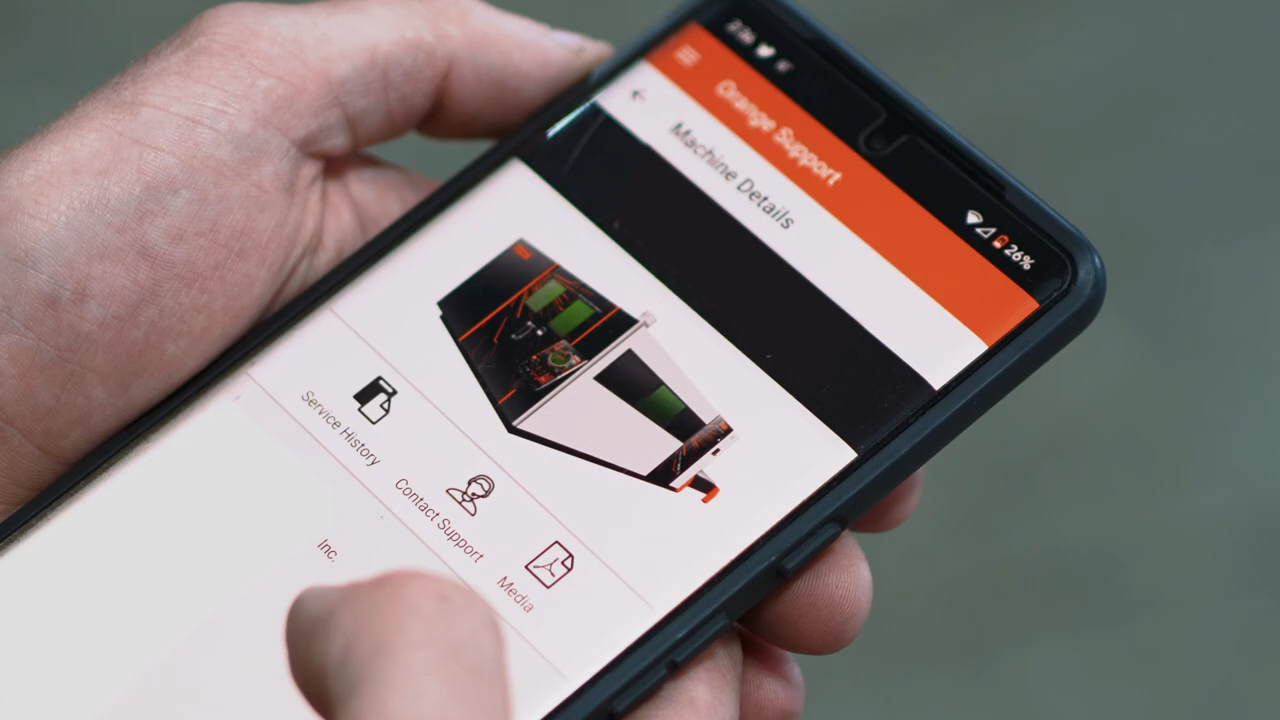 26%
Orange Support
Machine Details
Service History
Contact Support
Media
Inc.